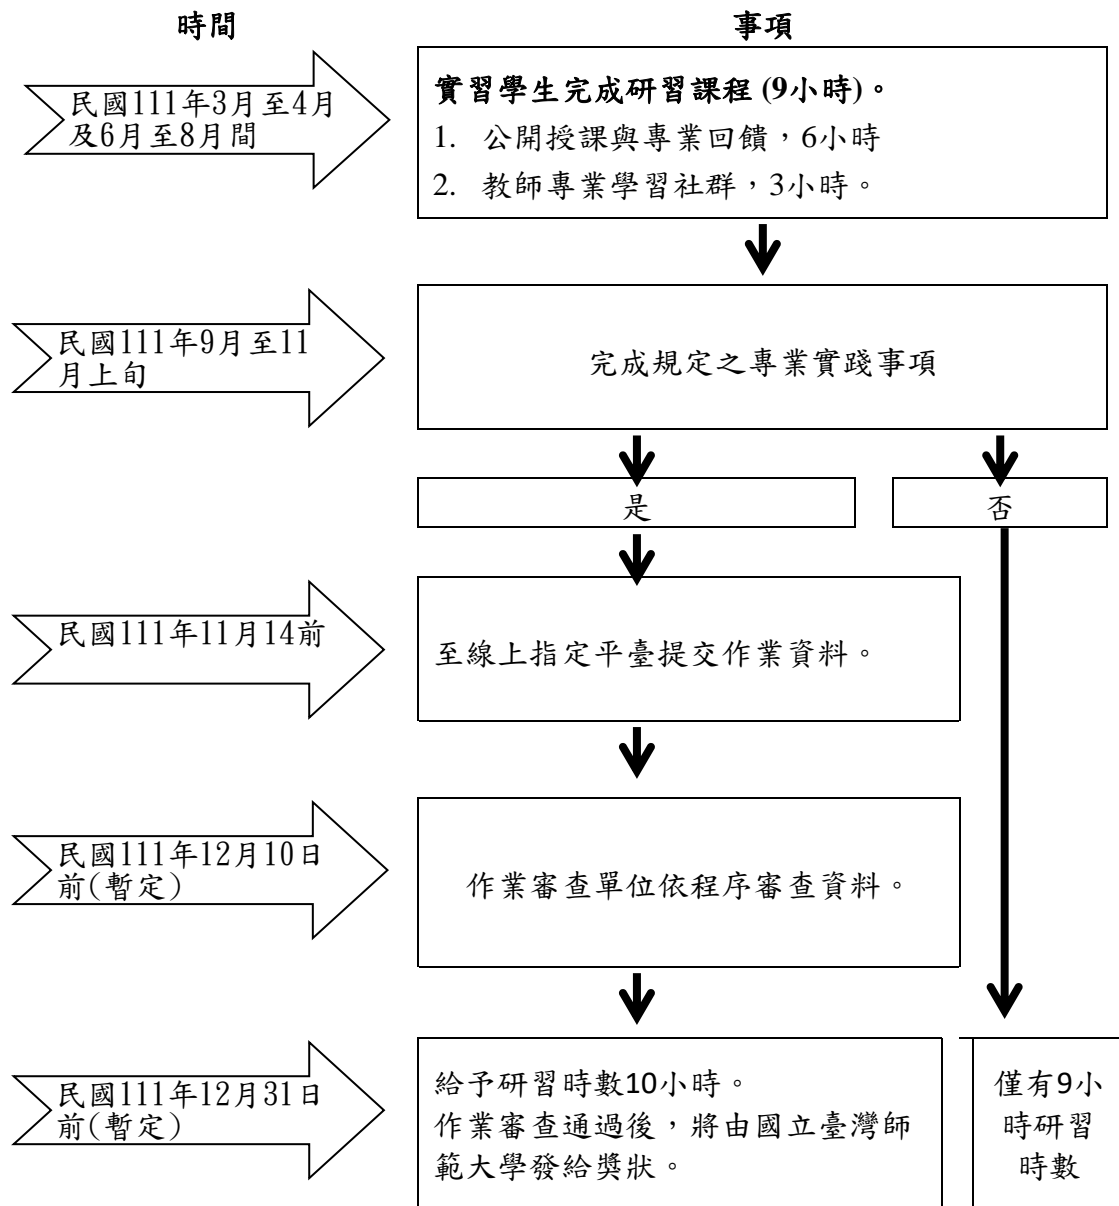 時間
事項
民國111年3月至4月
及6月至8月間
實習學生完成研習課程 (9小時)。
1. 公開授課與專業回饋，6小時
2. 教師專業學習社群，3小時。
民國111年9月至11
月上旬
完成規定之專業實踐事項
是
否
民國111年11月14前
至線上指定平臺提交作業資料。
民國111年12月10日
前(暫定)
作業審查單位依程序審查資料。
民國111年12月31日
前(暫定)
給予研習時數10小時。
作業審查通過後，將由國立臺灣師
範大學發給獎狀。
僅有9小
時研習
時數